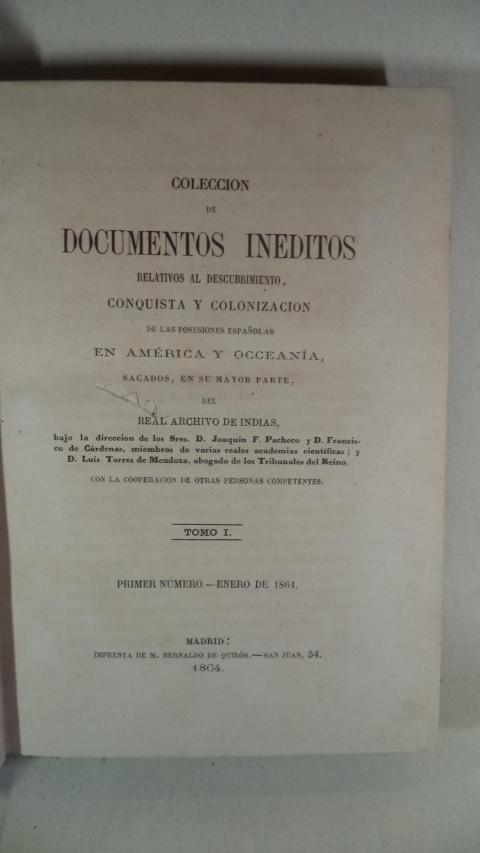 COLECCION
DE
DOCUMENTOS INEDITOS
RELATIVOS AL DESCUBRIMIENTO,
CONQUISTA Y COLONIZACION
DE LAS POSESIONES ESPAÑOLAS
EN AMÉRICA Y OCCEANÍA,
SACADOS, EN SU MAYOR PARTE,
DEL
REAL ARCHIVO DE INDIAS,
bajo la direccion de los Sres. D. Joaquin F. Pacheco y D. Francis-
co de Cárdenas, miembros de varias reales academias científicas; y
D. Luis Torres de Mendoza, abogado de los Tribunales del Reino,
CON LA COOPERACION DE OTRAS PERSONAS COMPETENTES.
TOMO I.
PRIMER NÚMERO.—ENERO DE 1864.
MADRID:
IMPRENTA DE M. BERNALDO DE QUIRÓS.—SAN JUAN, 54.
1864.